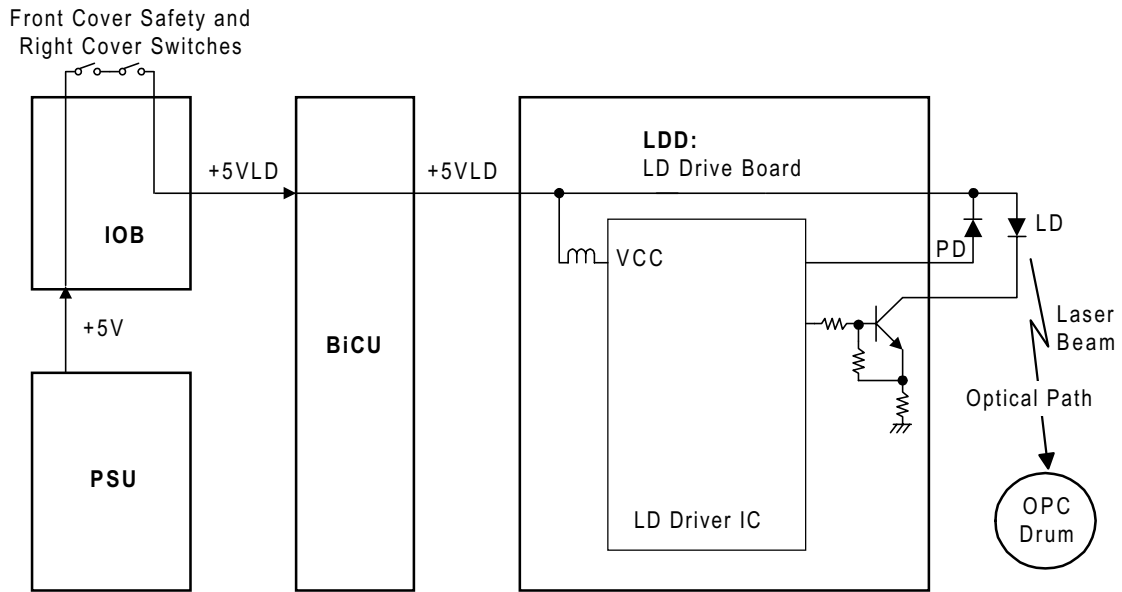 Front Cover Safety and
Right Cover Switches
+5VLD
+5VLD
LDD:
LD Drive Board
IOB
VCC
PD
LD
+5V
BiCU
Laser
Beam
Optical Path
PSU
LD Driver IC
OPC
Drum